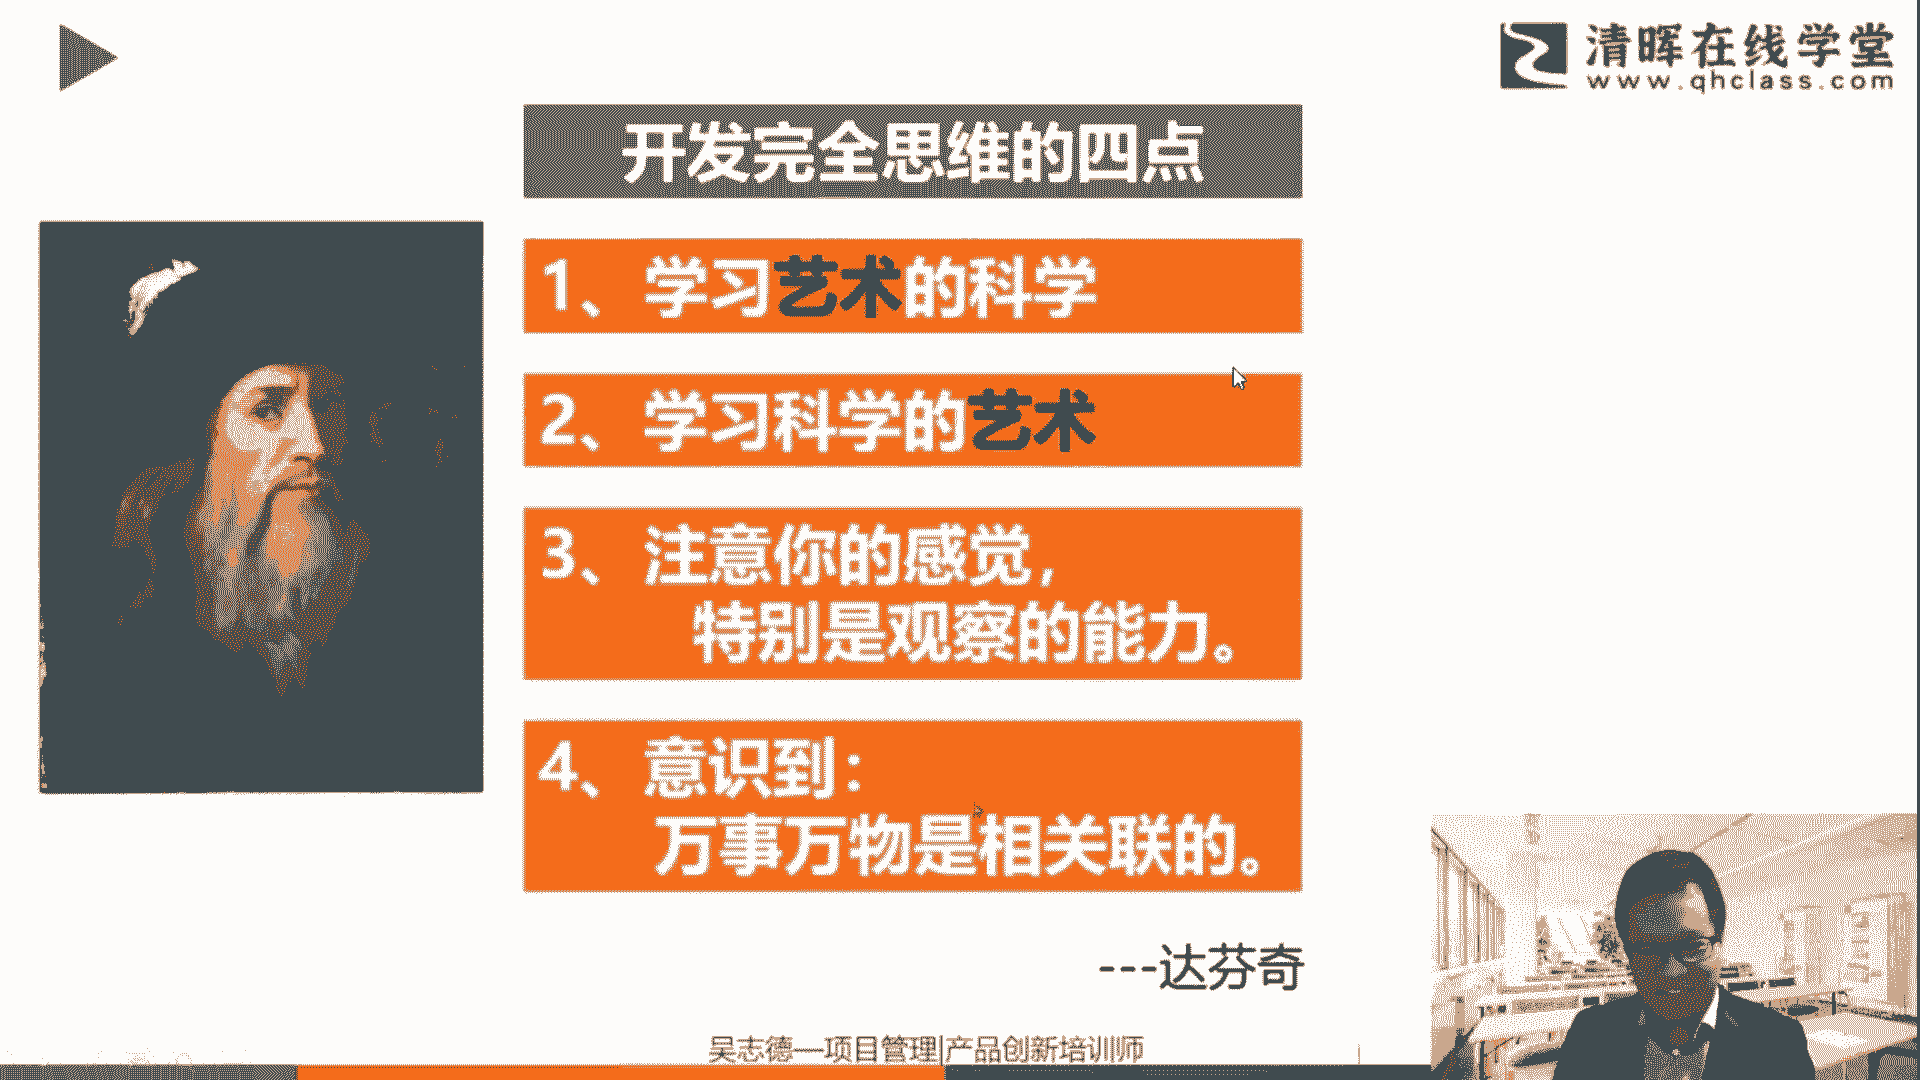 清晖在线学堂
www.qhclass.com
开发完全思维的四点
1、学习艺术的科学
2、学习科学的艺术
3、注意你的感觉，
特别是观察的能力。
4、意识到：
万事万物是相关联的。
---达芬奇
吴志德—项目管理|产品创新培训师